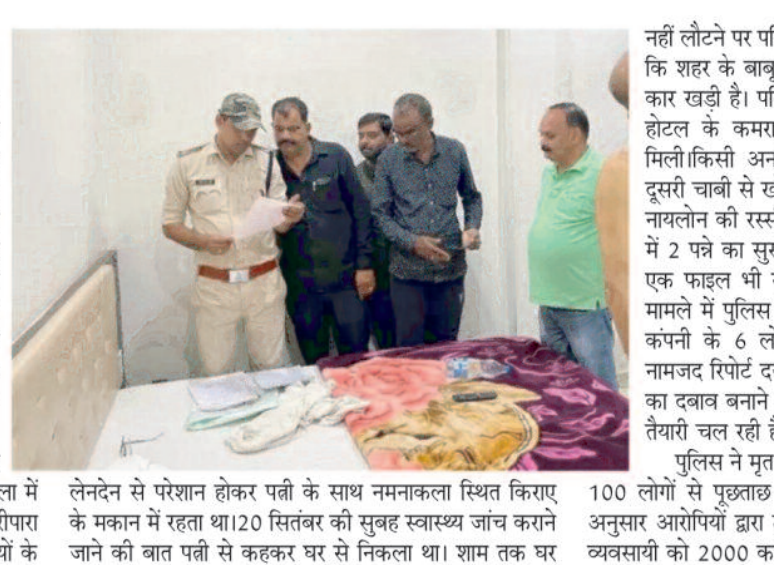 ला में
रीपारा
यों के
लेनदेन से परेशान होकर पत्नी के साथ नमनाकला स्थित किराए
के मकान में रहता था।20 सितंबर की सुबह स्वास्थ्य जांच कराने
जाने की बात पत्नी से कहकर घर से निकला था। शाम तक घर
नहीं लौटने पर परि
कि शहर के बाबू
कार खड़ी है। परि
होटल के कमरा
मिली।किसी अन
दूसरी चाबी से ख
नायलोन की रस्स
में 2 पन्ने का सुस
एक फाइल भी
मामले में पुलिस
कंपनी के 6 लो
नामजद रिपोर्ट द
का दबाव बनाने
तैयारी चल रही है
पुलिस ने मृत
100 लोगों से पूछताछ
अनुसार आरोपियों द्वारा
व्यवसायी को 2000 क